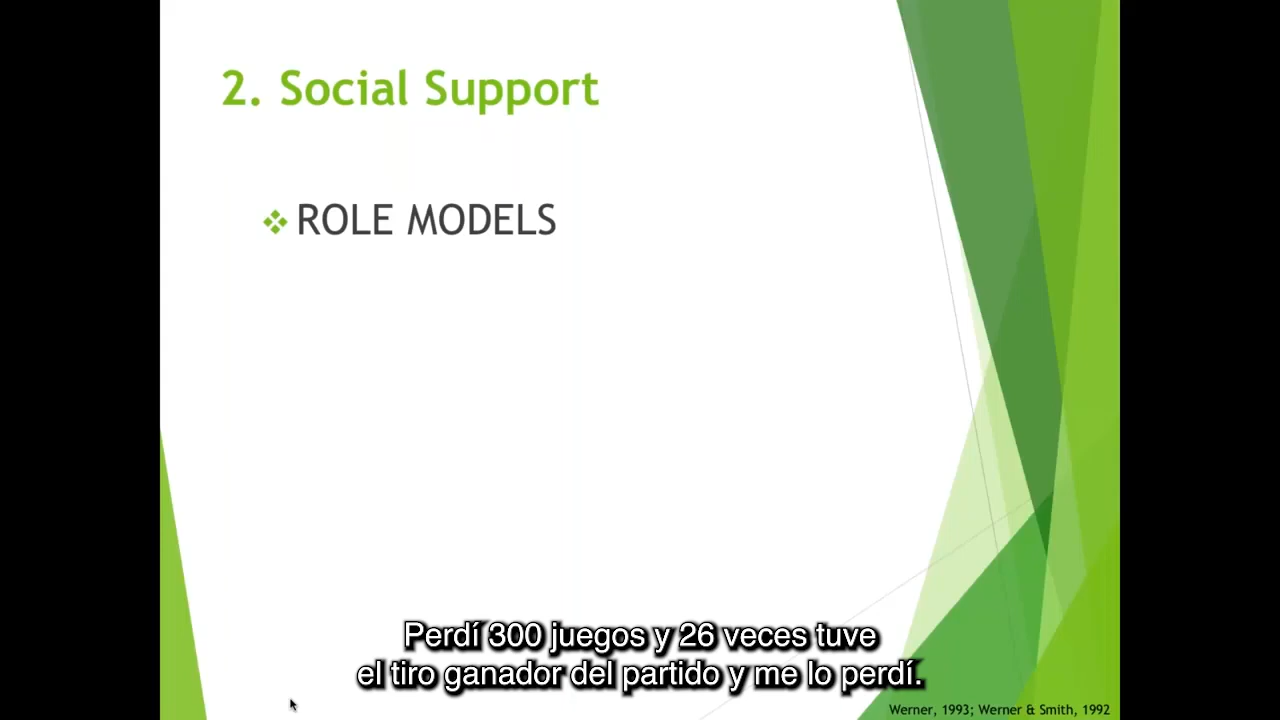 2. Social Support
ROLE MODELS
Perdí 300 juegos y 26 veces tuve
el tiro ganador del partido y me lo perdí.
Werner, 1993; Werner & Smith, 1992